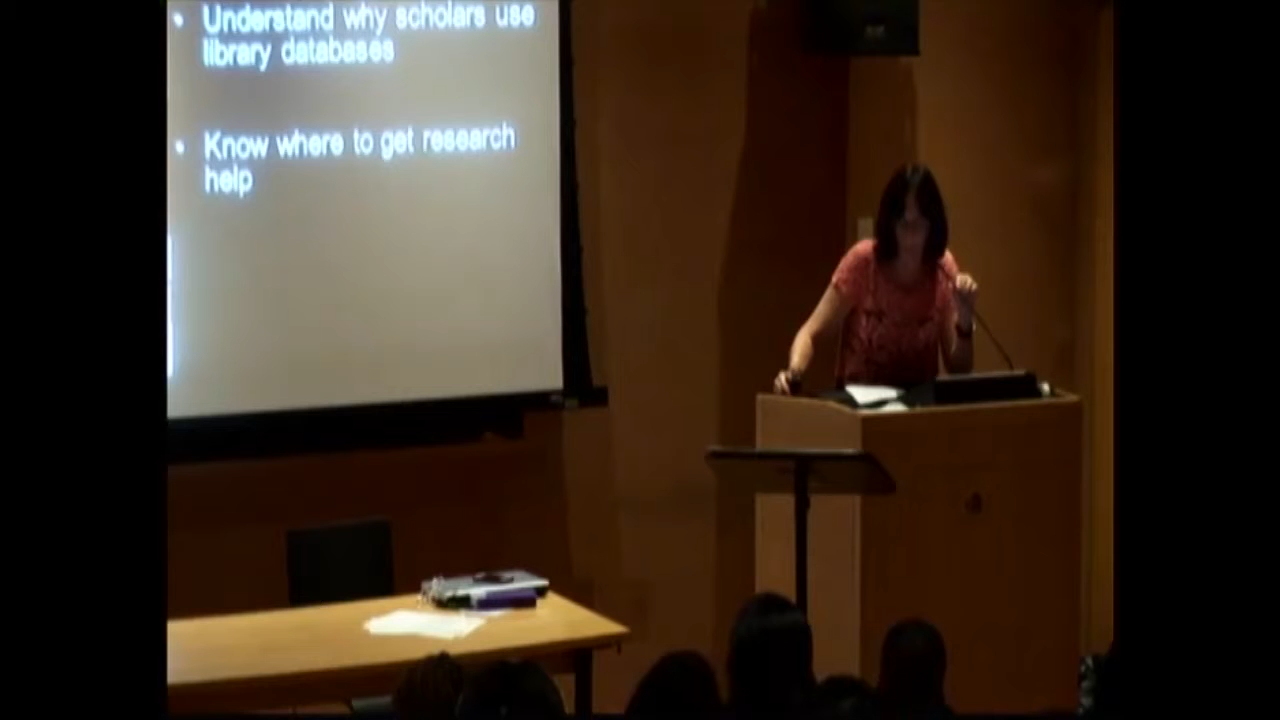 • Understand why scholars use
library databases
• Know where to get research
help